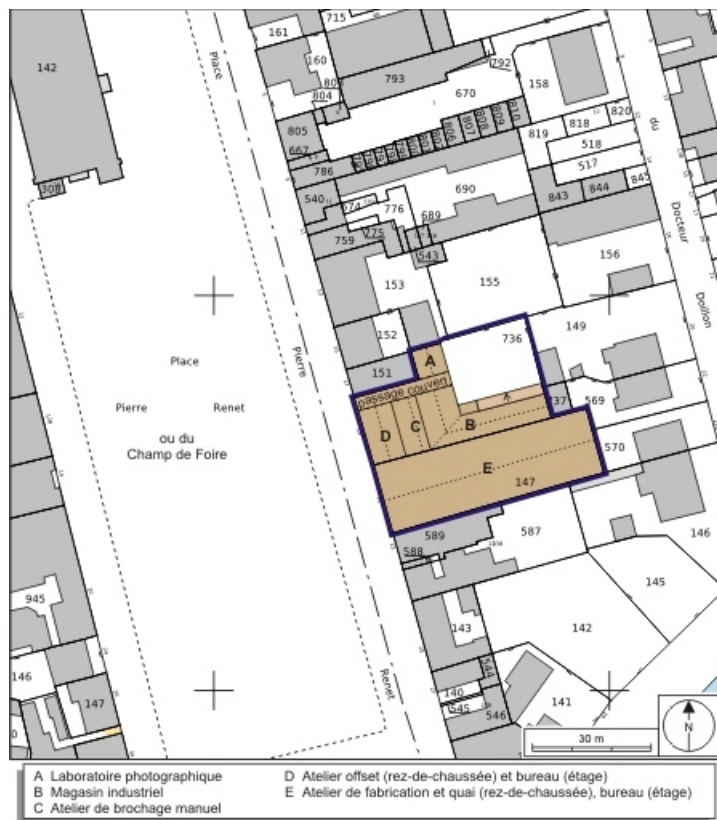 715
161
142
Place
160
793
792
804
670
158
805
810
809
808
807
806
820
818
819
667
518
786
517
308
690
845
844
843
540
du
776
689
759
775
543
Docteur
156
153
155
Doillon
152
736
149
Place
Pierre
A
151
passage couvert
Pierre Renet
D
C
B
737
569
ou du
Champ de Foire
E
570
147
589
587
146
588
145
945
143
142
Renet
146
544
147
140
141
545
546
30 m
N
A Laboratoire photographique
B Magasin industriel
C Atelier de brochage manuel
D Atelier offset (rez-de-chaussée) et bureau (étage)
E Atelier de fabrication et quai (rez-de-chaussée), bureau (étage)